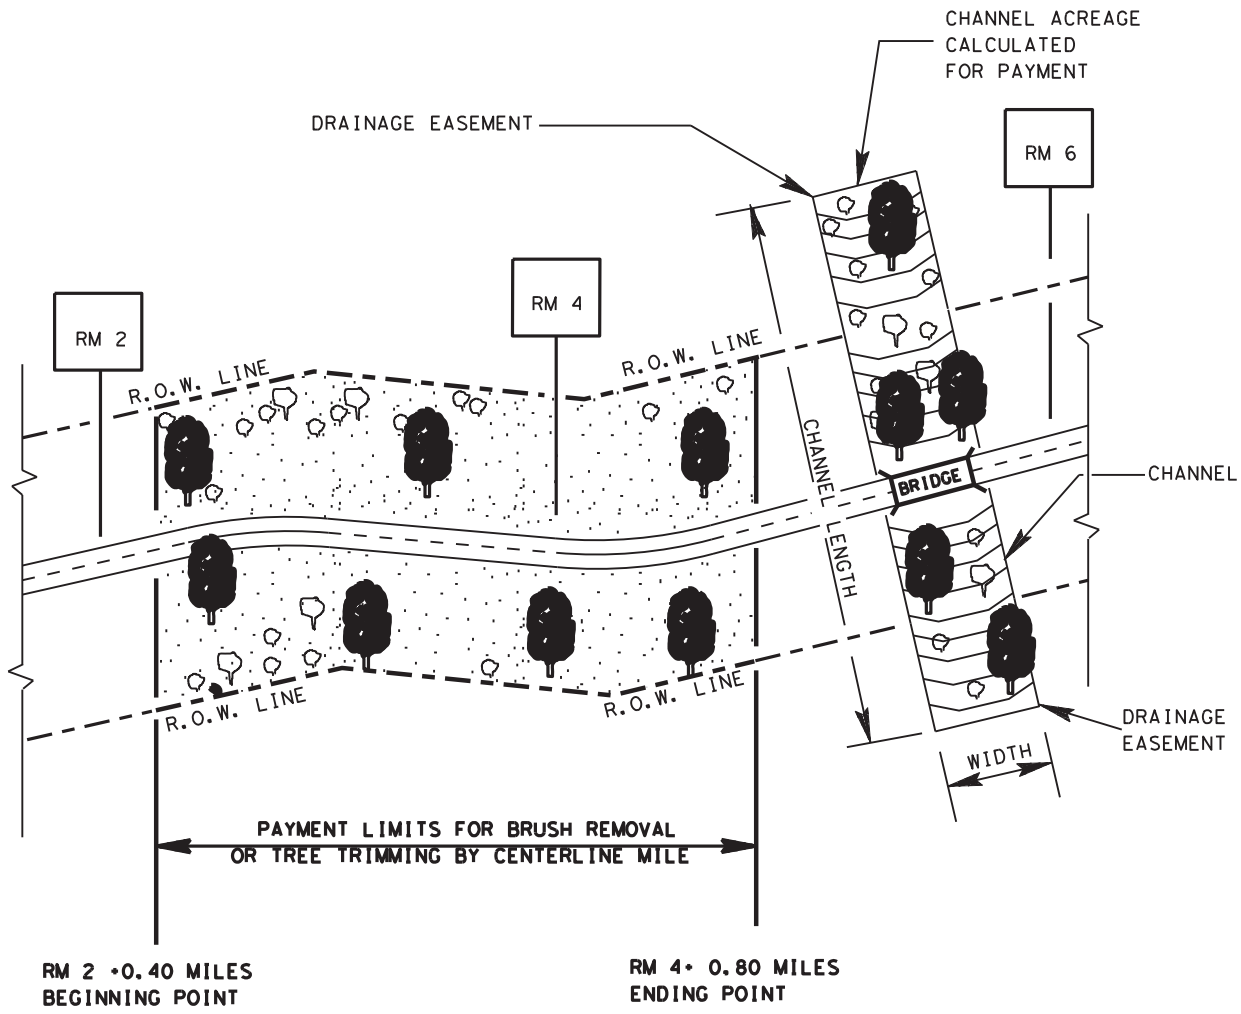 CHANNEL ACREAGE
CALCULATED
FOR PAYMENT
DRAINAGE EASEMENT
RM 6
RM 4
RM 2
R.O.W. LINE
R.O.W. LINE
CHANNEL LENGTH
BRIDGE
CHANNEL
R.O.W. LINE
R.O.W. LINE
DRAINAGE
EASEMENT
WIDTH
PAYMENT LIMITS FOR BRUSH REMOVAL
OR TREE TRIMMING BY CENTERLINE MILE
RM 2 +0.40 MILES
BEGINNING POINT
RM 4+ 0.80 MILES
ENDING POINT